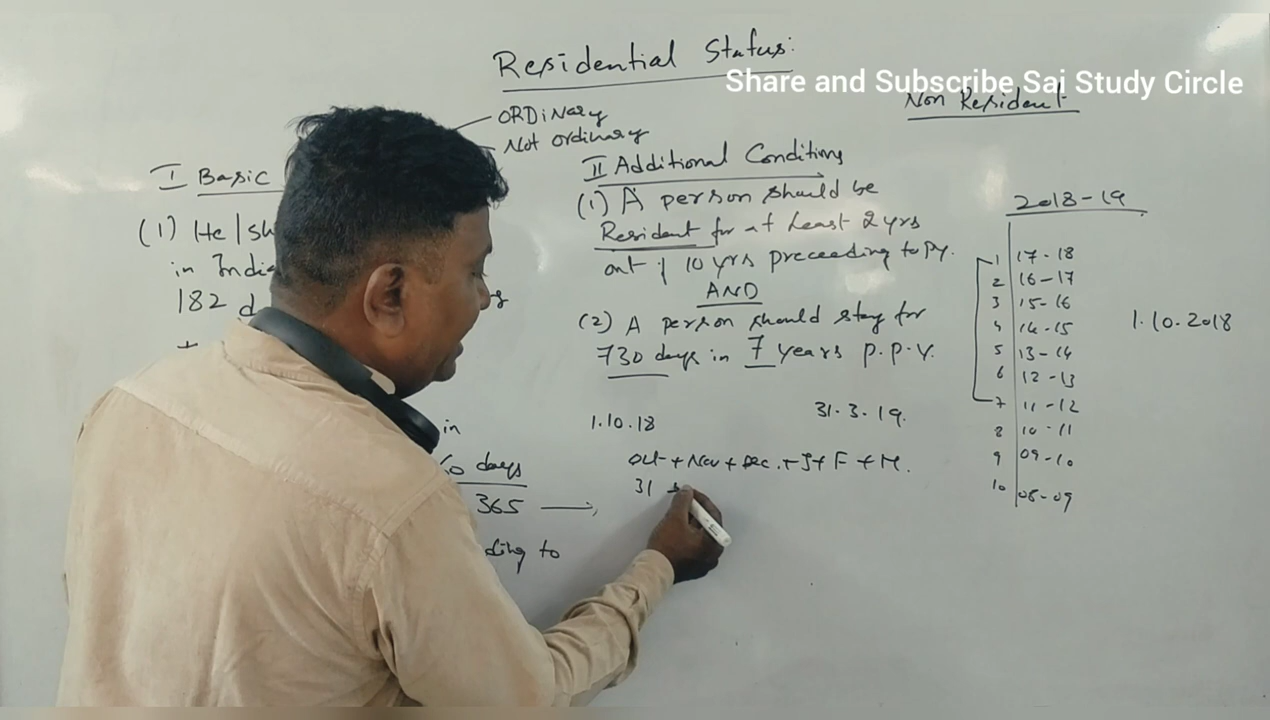 Residential Status:
Share and Subscribe Sai Study Circle
Non Resident
ORDiNary
Not ordinary
I Basic
(1) He/sh
in India
182 d
in
60 days
365
ding to
II Additional Conditions
(1) A person should be
Resident for at Least 2 yrs
out of 10 yrs preceeding to PY.
AND
(2) A person should stay for
730 days in 7 years P.P.Y.
1.10.18 31.3.19.
Oct + Nov + Dec. + J + F + M.
31 +
2018-19
1 17-18
2 16-17
3 15-16
4 14-15
5 13-14
6 12-13
7 11-12
8 10-11
9 09-10
10 08-09
1.10.2018